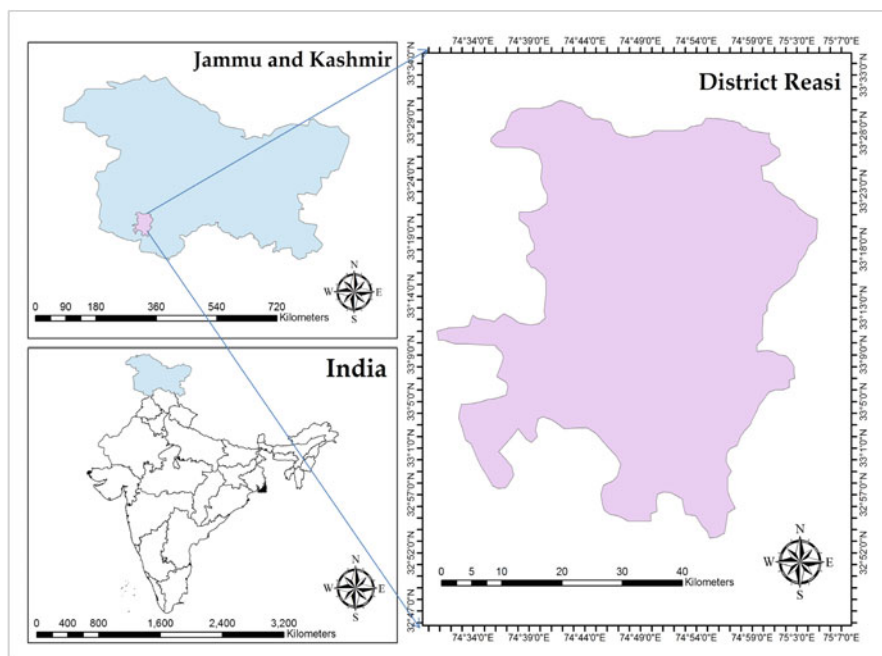 Jammu and Kashmir
N
W E
S
0 90 180 360 540 720
Kilometers
India
N
W E
S
0 400 800 1,600 2,400 3,200
Kilometers
74°34'0"E 74°39'0"E 74°44'0"E 74°49'0"E 74°54'0"E 74°59'0"E 75°3'0"E 75°7'0"E
33°34'0"N
33°29'0"N
33°24'0"N
33°19'0"N
33°14'0"N
33°9'0"N
33°5'0"N
33°1'0"N
32°57'0"N
32°52'0"N
32°47'0"N
District Reasi
N
W E
S
0 5 10 20 30 40
Kilometers
33°33'0"N
33°28'0"N
33°23'0"N
33°18'0"N
33°13'0"N
33°9'0"N
33°5'0"N
33°1'0"N
32°57'0"N
32°52'0"N
74°34'0"E 74°39'0"E 74°44'0"E 74°49'0"E 74°54'0"E 74°59'0"E 75°3'0"E 75°7'0"E